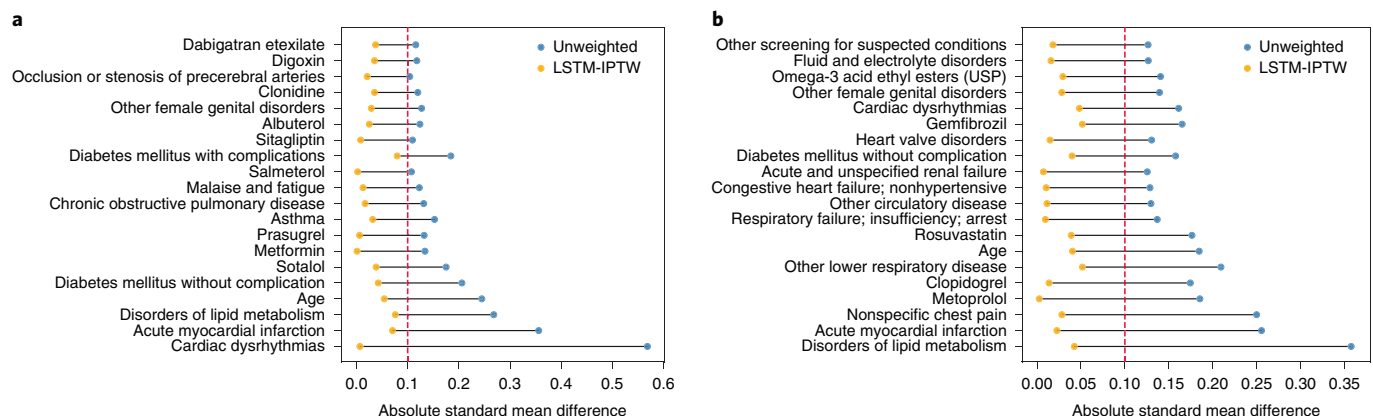 a
Dabigatran etexilate
Digoxin
Occlusion or stenosis of precerebral arteries
Clonidine
Other female genital disorders
Albuterol
Sitagliptin
Diabetes mellitus with complications
Salmeterol
Malaise and fatigue
Chronic obstructive pulmonary disease
Asthma
Prasugrel
Metformin
Sotalol
Diabetes mellitus without complication
Age
Disorders of lipid metabolism
Acute myocardial infarction
Cardiac dysrhythmias
Unweighted
LSTM-IPTW
0.0 0.1 0.2 0.3 0.4 0.5 0.6
Absolute standard mean difference
b
Other screening for suspected conditions
Fluid and electrolyte disorders
Omega-3 acid ethyl esters (USP)
Other female genital disorders
Cardiac dysrhythmias
Gemfibrozil
Heart valve disorders
Diabetes mellitus without complication
Acute and unspecified renal failure
Congestive heart failure; nonhypertensive
Other circulatory disease
Respiratory failure; insufficiency; arrest
Rosuvastatin
Age
Other lower respiratory disease
Clopidogrel
Metoprolol
Nonspecific chest pain
Acute myocardial infarction
Disorders of lipid metabolism
Unweighted
LSTM-IPTW
0.00 0.05 0.10 0.15 0.20 0.25 0.30 0.35
Absolute standard mean difference